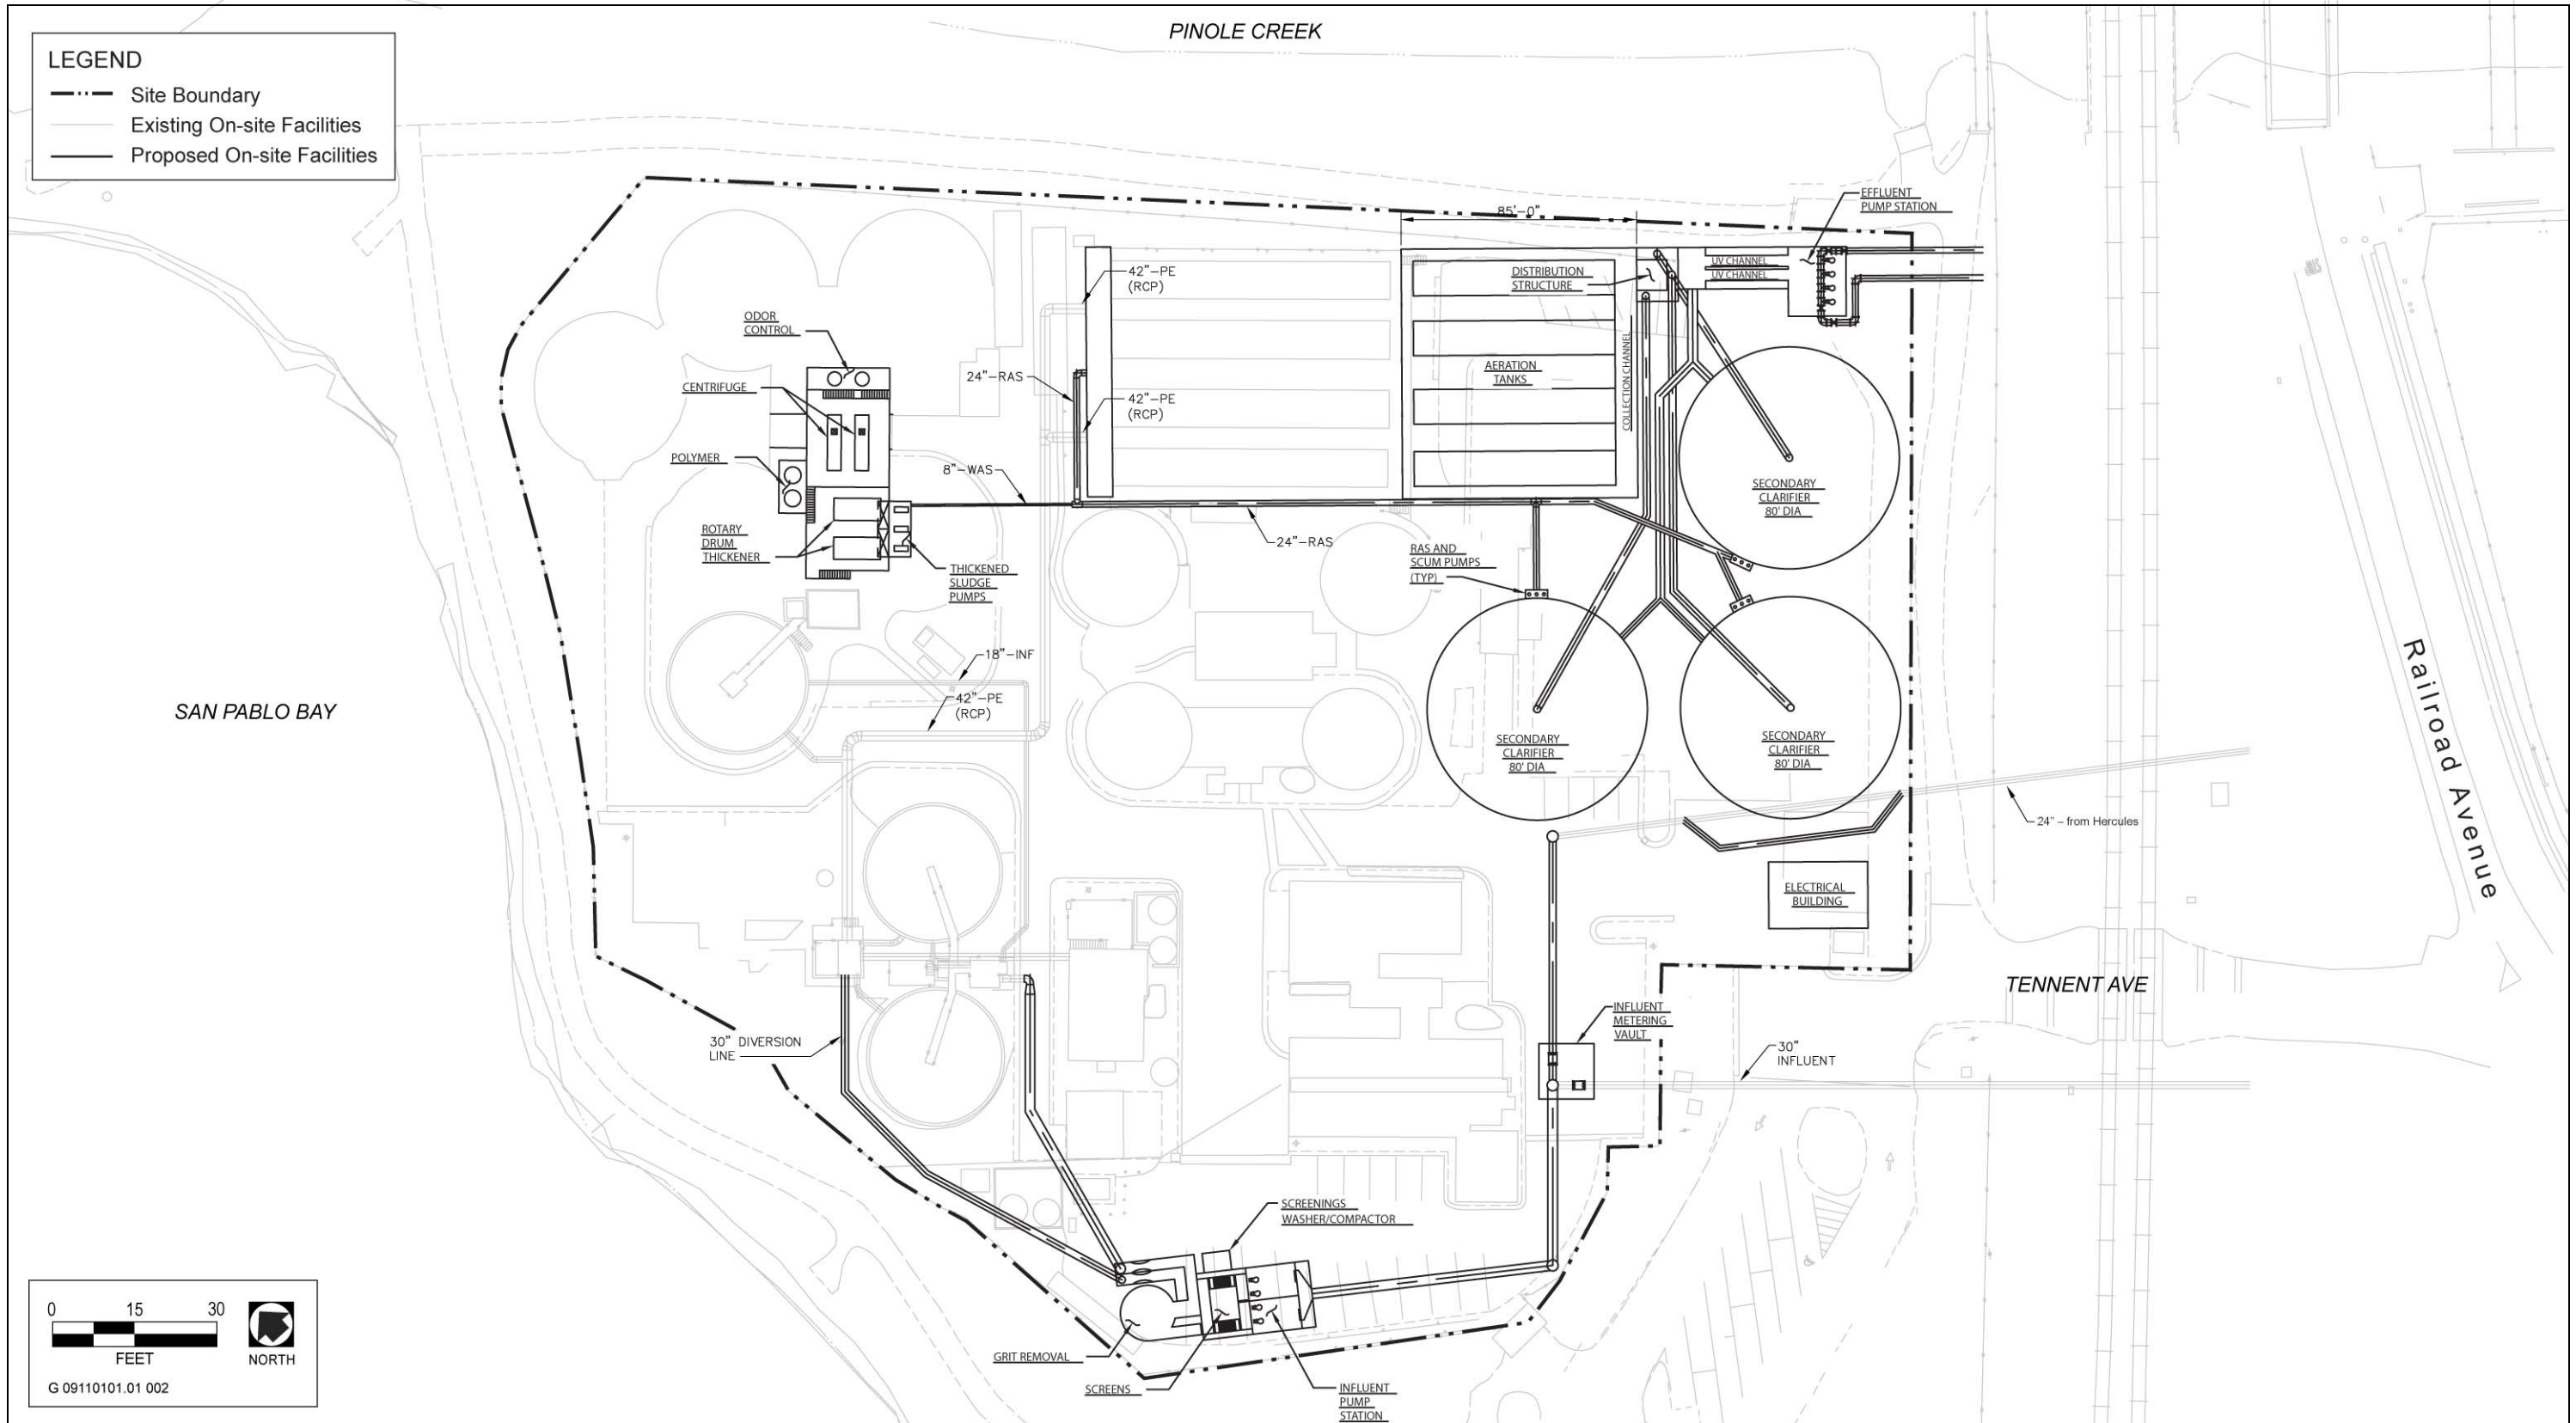 PINOLE CREEK
LEGEND
Site Boundary
Existing On-site Facilities
Proposed On-site Facilities
EFFLUENT
PUMP STATION
85'-0"
42"-PE
(RCP)
DISTRIBUTION
STRUCTURE
UV CHANNEL
UV CHANNEL
ODOR
CONTROL
24"-RAS
AERATION
TANKS
COLLECTION CHANNEL
CENTRIFUGE
42"-PE
(RCP)
POLYMER
8"-WAS
SECONDARY
CLARIFIER
80' DIA
ROTARY
DRUM
THICKENER
24"-RAS
RAS AND
SCUM PUMPS
(TYP)
THICKENED
SLUDGE
PUMPS
18"-INF
42"-PE
(RCP)
SAN PABLO BAY
SECONDARY
CLARIFIER
80' DIA
SECONDARY
CLARIFIER
80' DIA
Railroad Avenue
24" – from Hercules
ELECTRICAL
BUILDING
TENNENT AVE
INFLUENT
METERING
VAULT
30" DIVERSION
LINE
30"
INFLUENT
SCREENINGS
WASHER/COMPACTOR
GRIT REMOVAL
SCREENS
INFLUENT
PUMP
STATION
0 15 30
FEET
NORTH
G 09110101.01 002